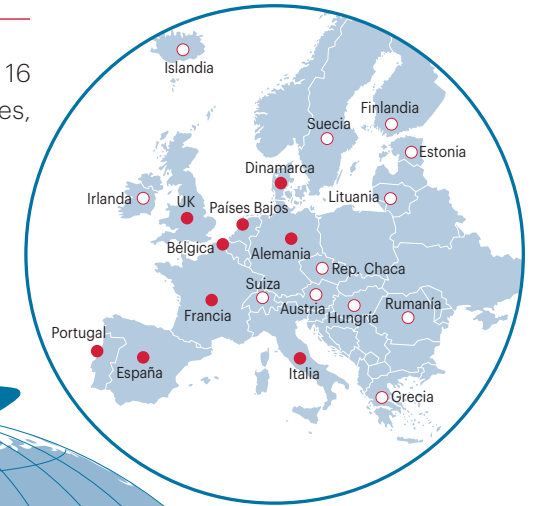 16
es,
Islandia
Finlandia
Suecia
Estonia
Dinamarca
Irlanda
UK
Países Bajos
Lituania
Bélgica
Alemania
Rep. Chaca
Suiza
Austria
Hungría
Rumanía
Francia
Portugal
España
Italia
Grecia